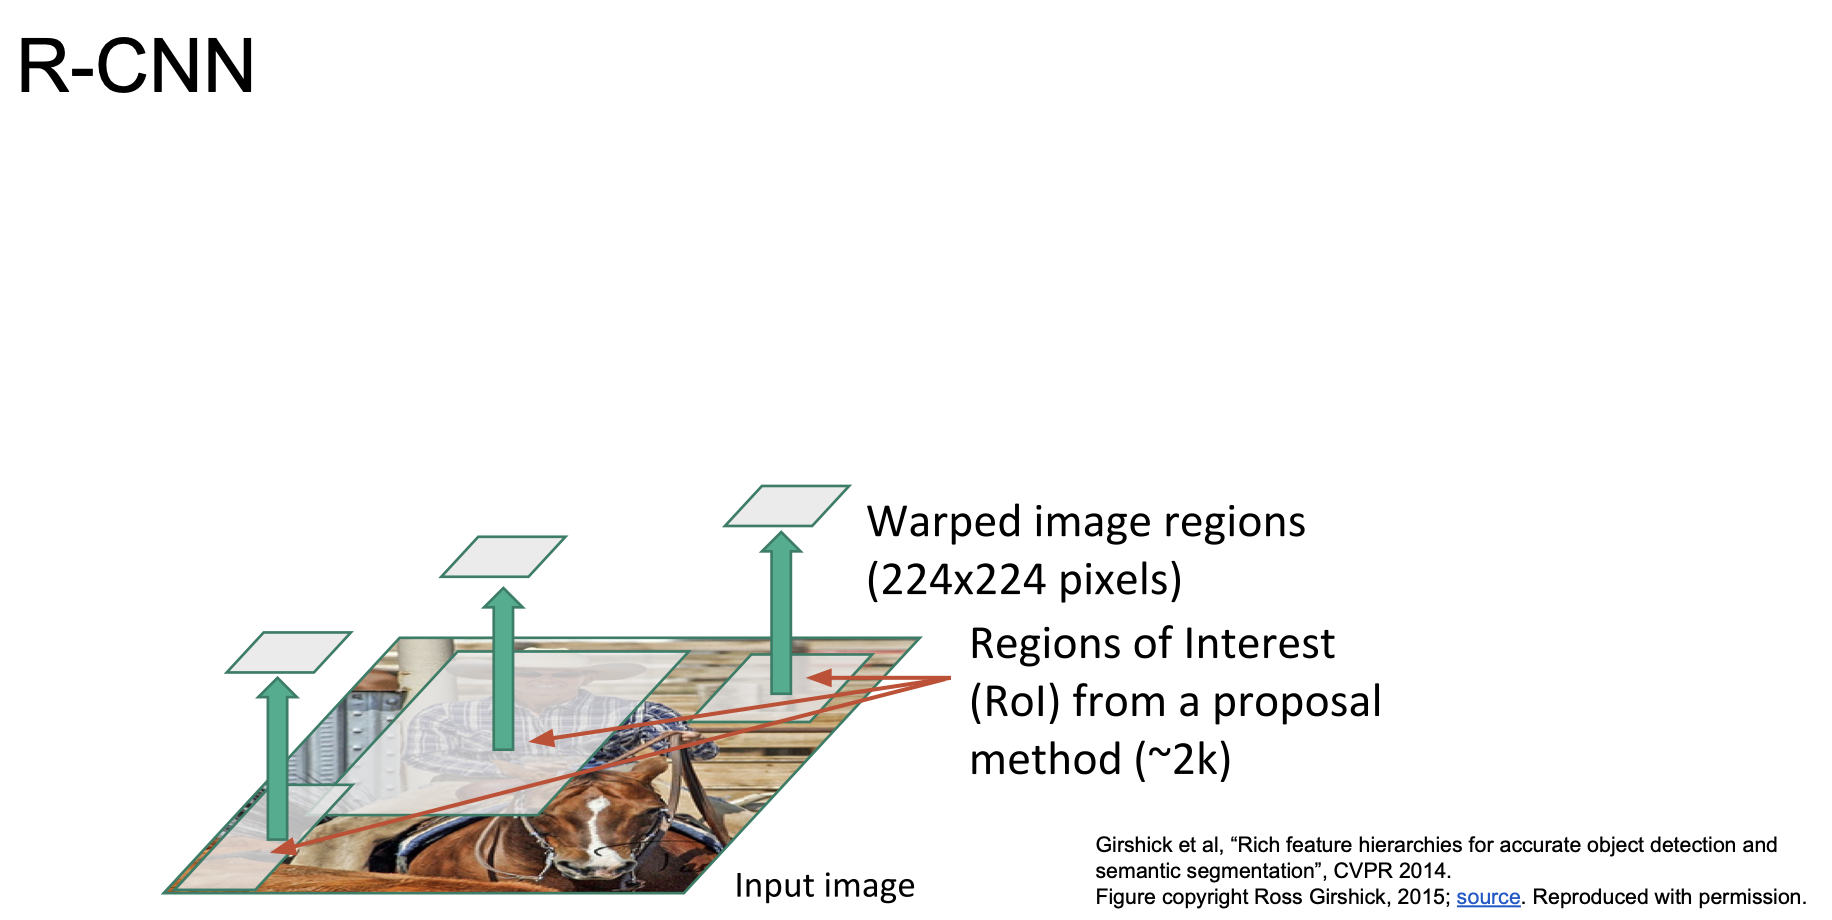 R-CNN
Warped image regions
(224x224 pixels)
Regions of Interest
(RoI) from a proposal
method (~2k)
Input image
Girshick et al, “Rich feature hierarchies for accurate object detection and
semantic segmentation”, CVPR 2014.
Figure copyright Ross Girshick, 2015; source. Reproduced with permission.